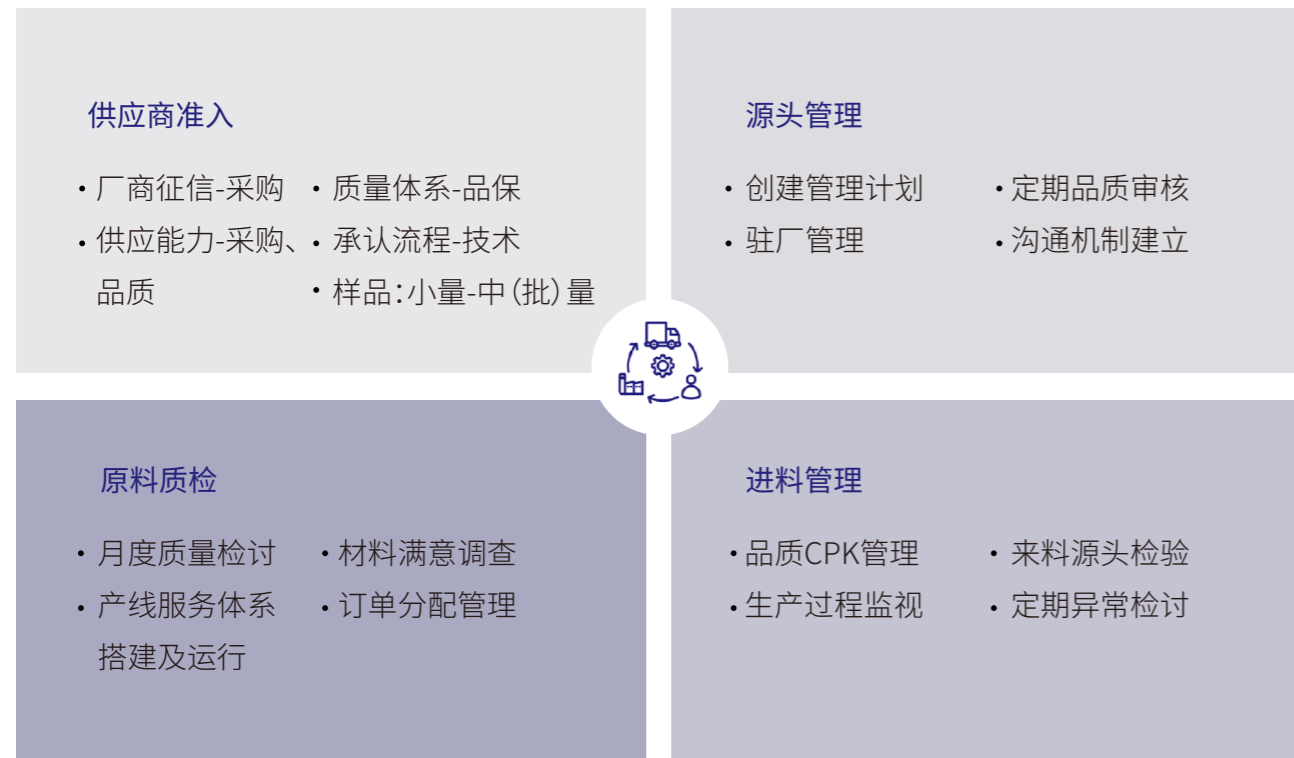 供应商准入
· 厂商征信-采购
· 供应能力-采购、
品质
· 质量体系-品保
· 承认流程-技术
· 样品:小量-中(批)量
源头管理
· 创建管理计划
· 驻厂管理
· 定期品质审核
· 沟通机制建立
原料质检
· 月度质量检讨
· 产线服务体系
搭建及运行
· 材料满意调查
· 订单分配管理
进料管理
· 品质CPK管理
· 生产过程监视
· 来料源头检验
· 定期异常检讨